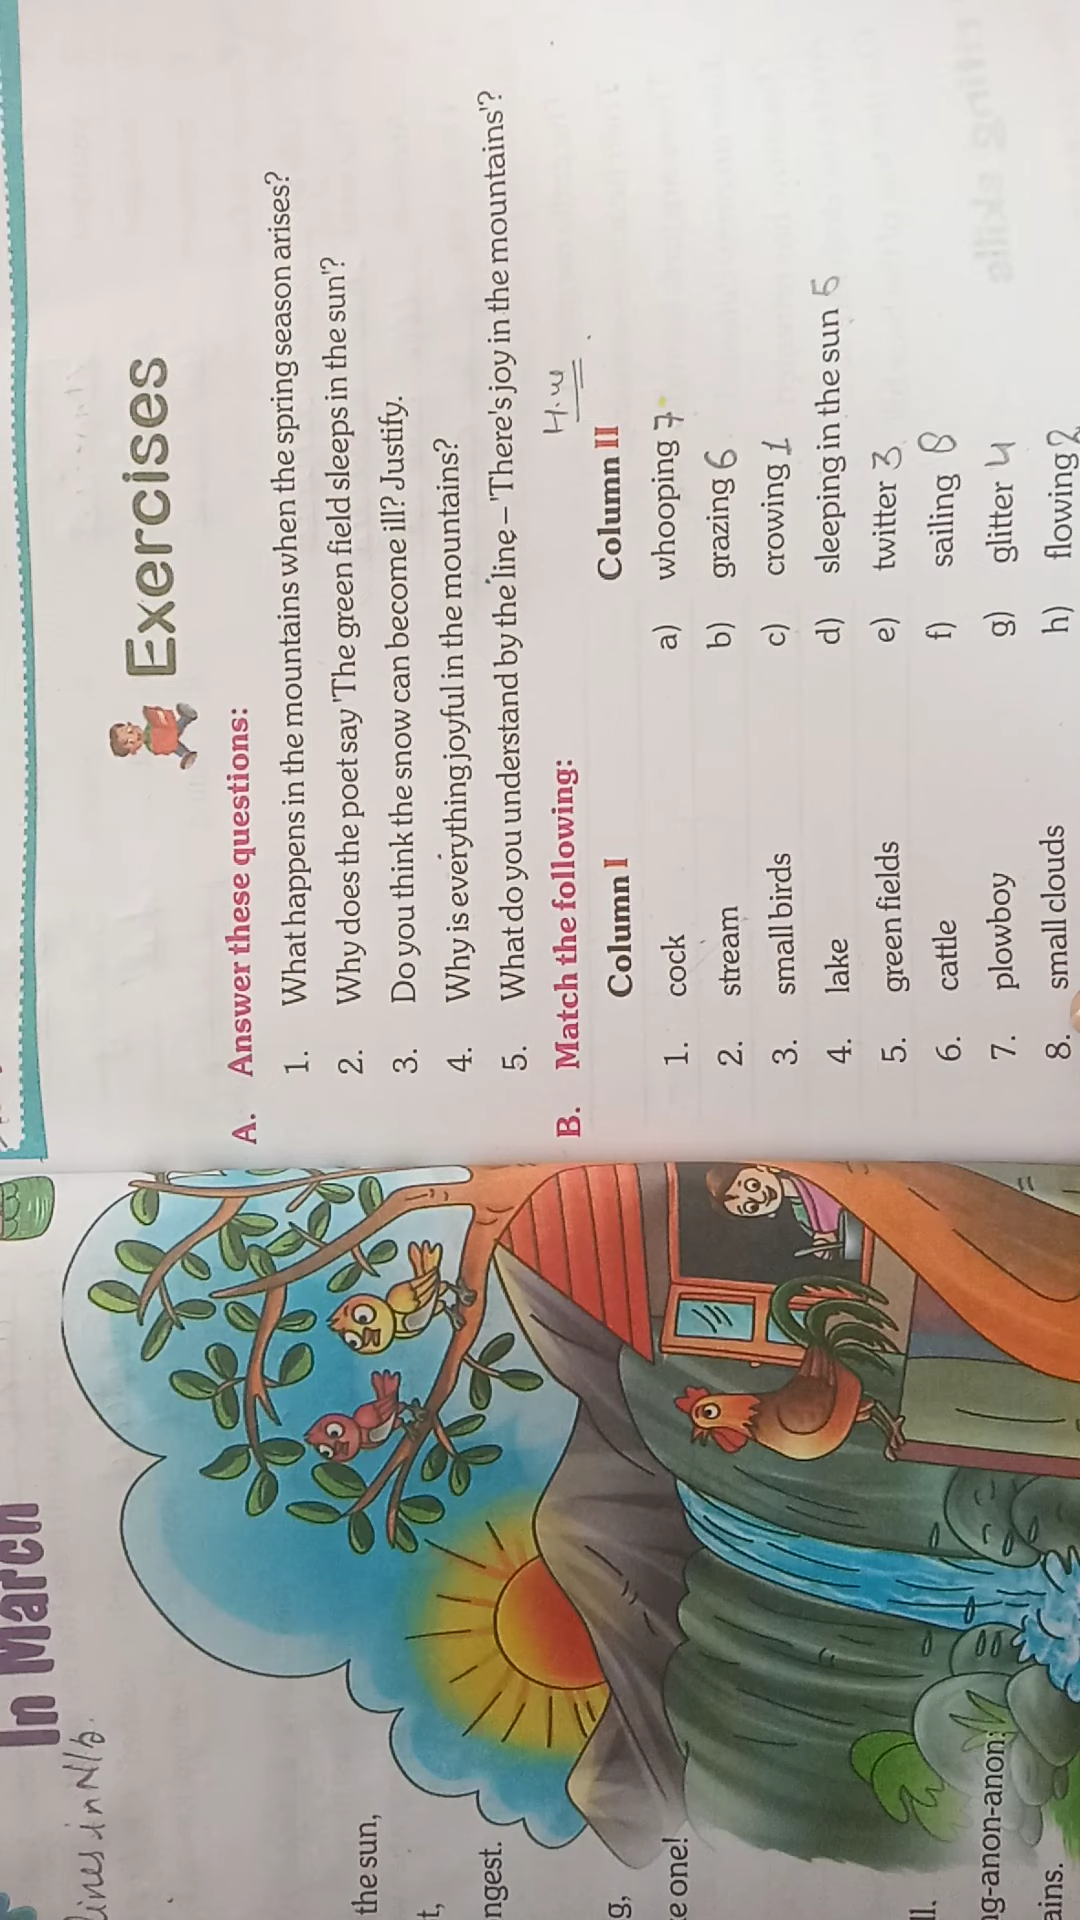 In March
lines in N/b.
the sun,
t,
ngest.
g,
e one!
ll.
ng-anon-anon:
ains.
Exercises
A. Answer these questions:
1. What happens in the mountains when the spring season arises?
2. Why does the poet say 'The green field sleeps in the sun'?
3. Do you think the snow can become ill? Justify.
4. Why is everything joyful in the mountains?
5. What do you understand by the line – 'There's joy in the mountains'?
B. Match the following: H.w
Column I Column II
1. cock a) whooping 7
2. stream b) grazing 6
3. small birds c) crowing 1
4. lake d) sleeping in the sun 5
5. green fields e) twitter 3
6. cattle f) sailing 8
7. plowboy g) glitter 4
8. small clouds h) flowing 2